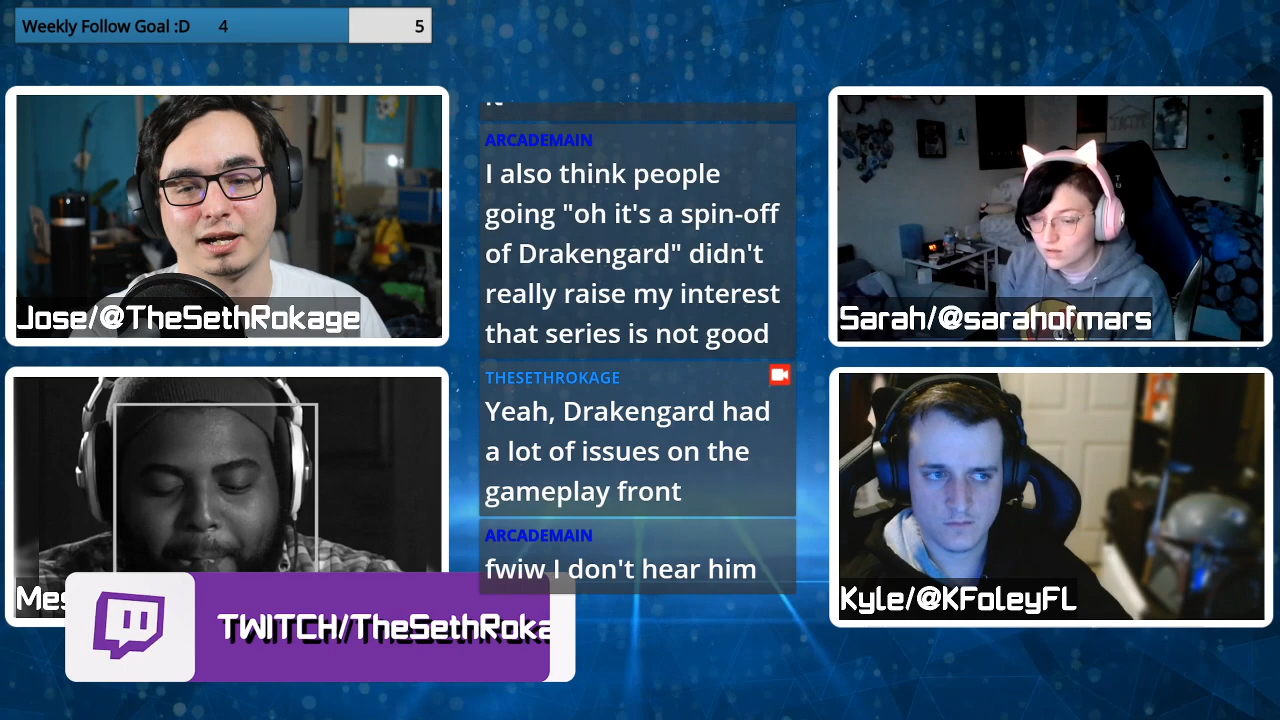 Weekly Follow Goal :D 4 5
ARCADEMAIN
I also think people
going "oh it's a spin-off
of Drakengard" didn't
really raise my interest
that series is not good
THESETHROKAGE
Yeah, Drakengard had
a lot of issues on the
gameplay front
ARCADEMAIN
fwiw I don't hear him
Jose/@TheSethRokage
Sarah/@sarahofmars
Kyle/@KFoleyFL
TWITCH/TheSethRoka